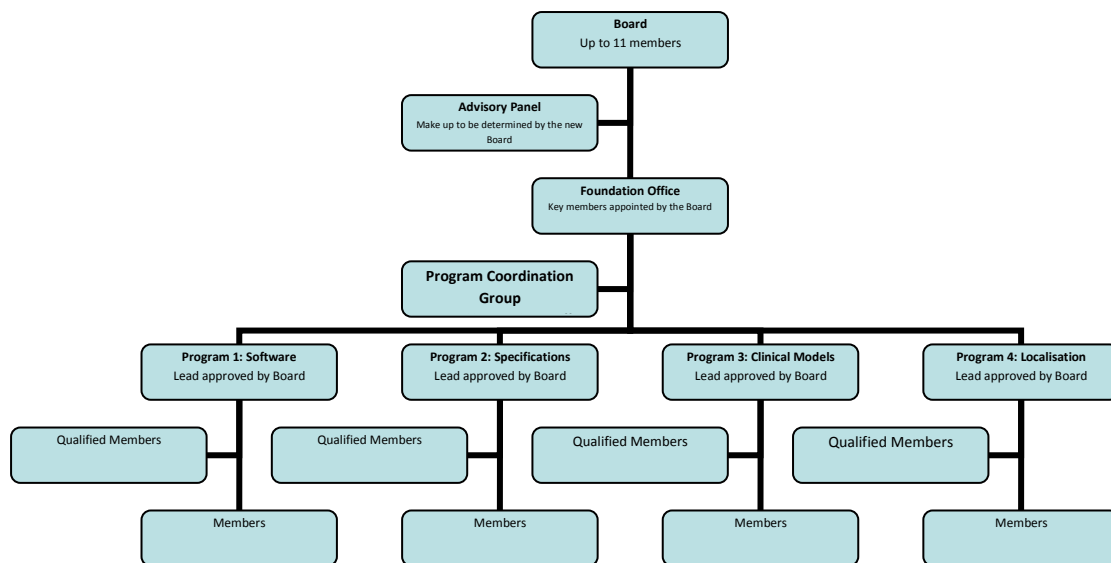 Board
Up to 11 members
Advisory Panel
Make up to be determined by the new
Board
Foundation Office
Key members appointed by the Board
Program Coordination
Group
Program 1: Software
Lead approved by Board
Program 2: Specifications
Lead approved by Board
Program 3: Clinical Models
Lead approved by Board
Program 4: Localisation
Lead approved by Board
Qualified Members
Qualified Members
Qualified Members
Qualified Members
Members
Members
Members
Members